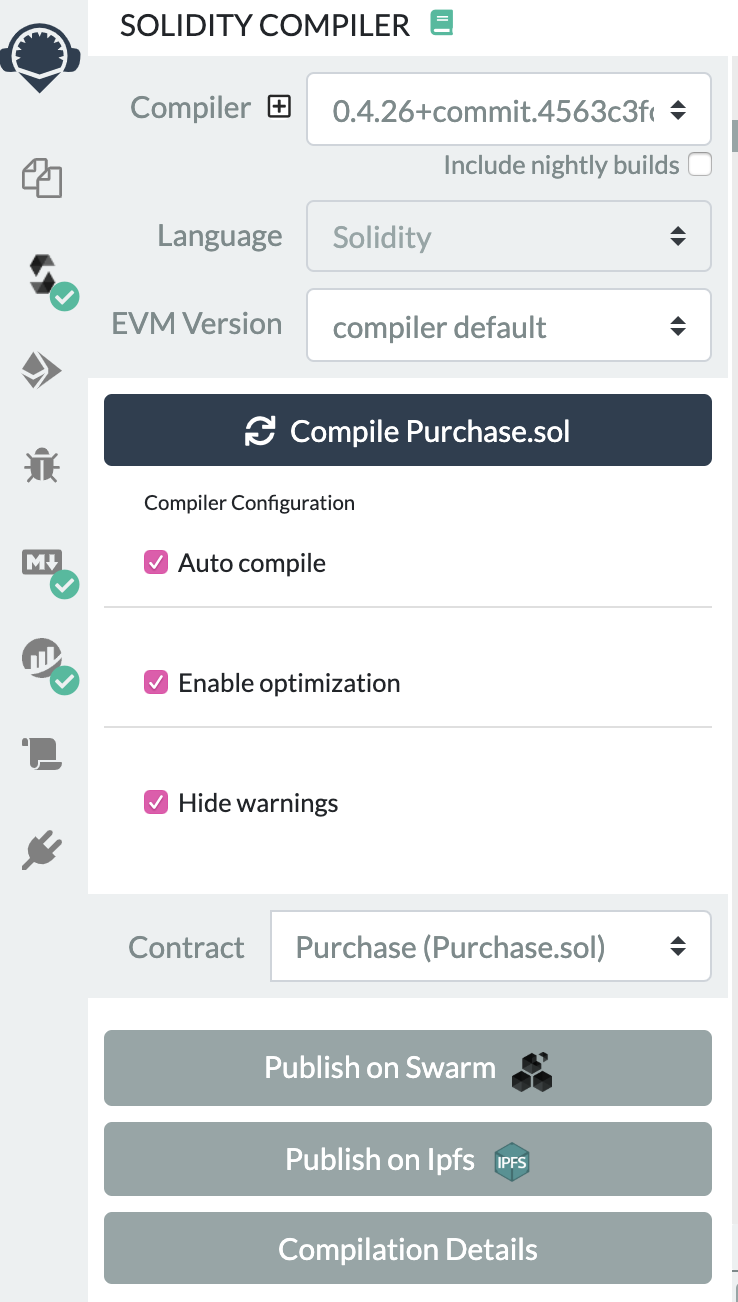 SOLIDITY COMPILER
Compiler
0.4.26+commit.4563c3fc
Include nightly builds
Language
Solidity
EVM Version
compiler default
Compile Purchase.sol
Compiler Configuration
Auto compile
Enable optimization
Hide warnings
Contract
Purchase (Purchase.sol)
Publish on Swarm
Publish on Ipfs
IPFS
Compilation Details
M